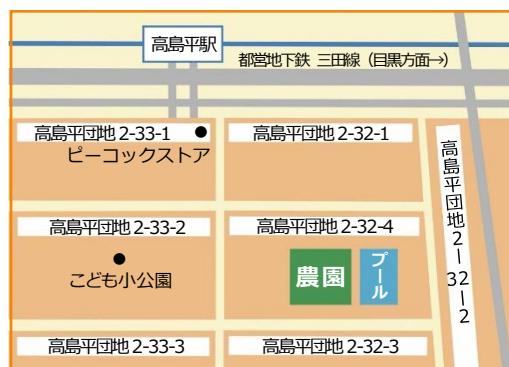 高島平駅
都営地下鉄 三田線（目黒方面→）
高島平団地 2-33-1
ピーコックストア
高島平団地 2-32-1
高島平団地2ー32ー2
高島平団地 2-33-2
こども小公園
高島平団地 2-32-4
農園
プール
高島平団地 2-33-3
高島平団地 2-32-3